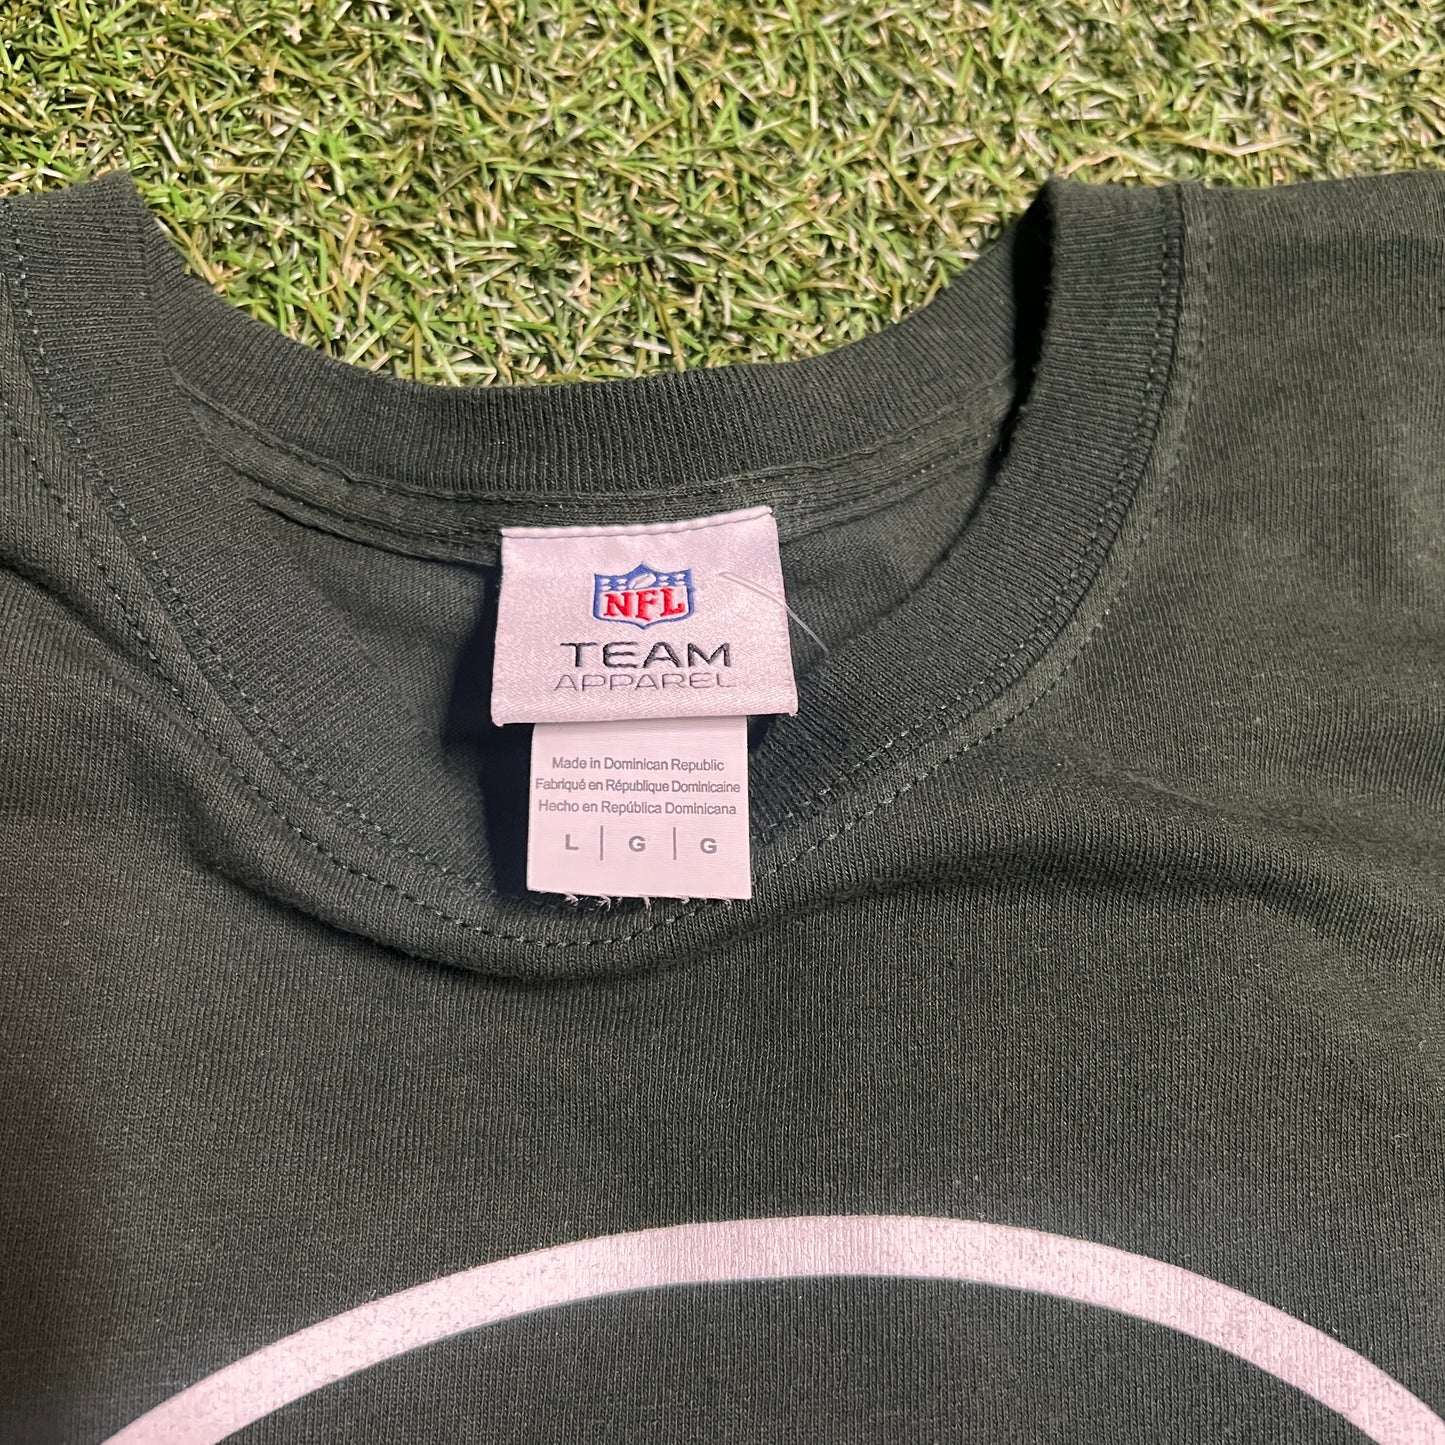 NFL
TEAM
APPAREL
Made in Dominican Republic
Fabriqué en République Dominicaine
Hecho en República Dominicana
L | G | G